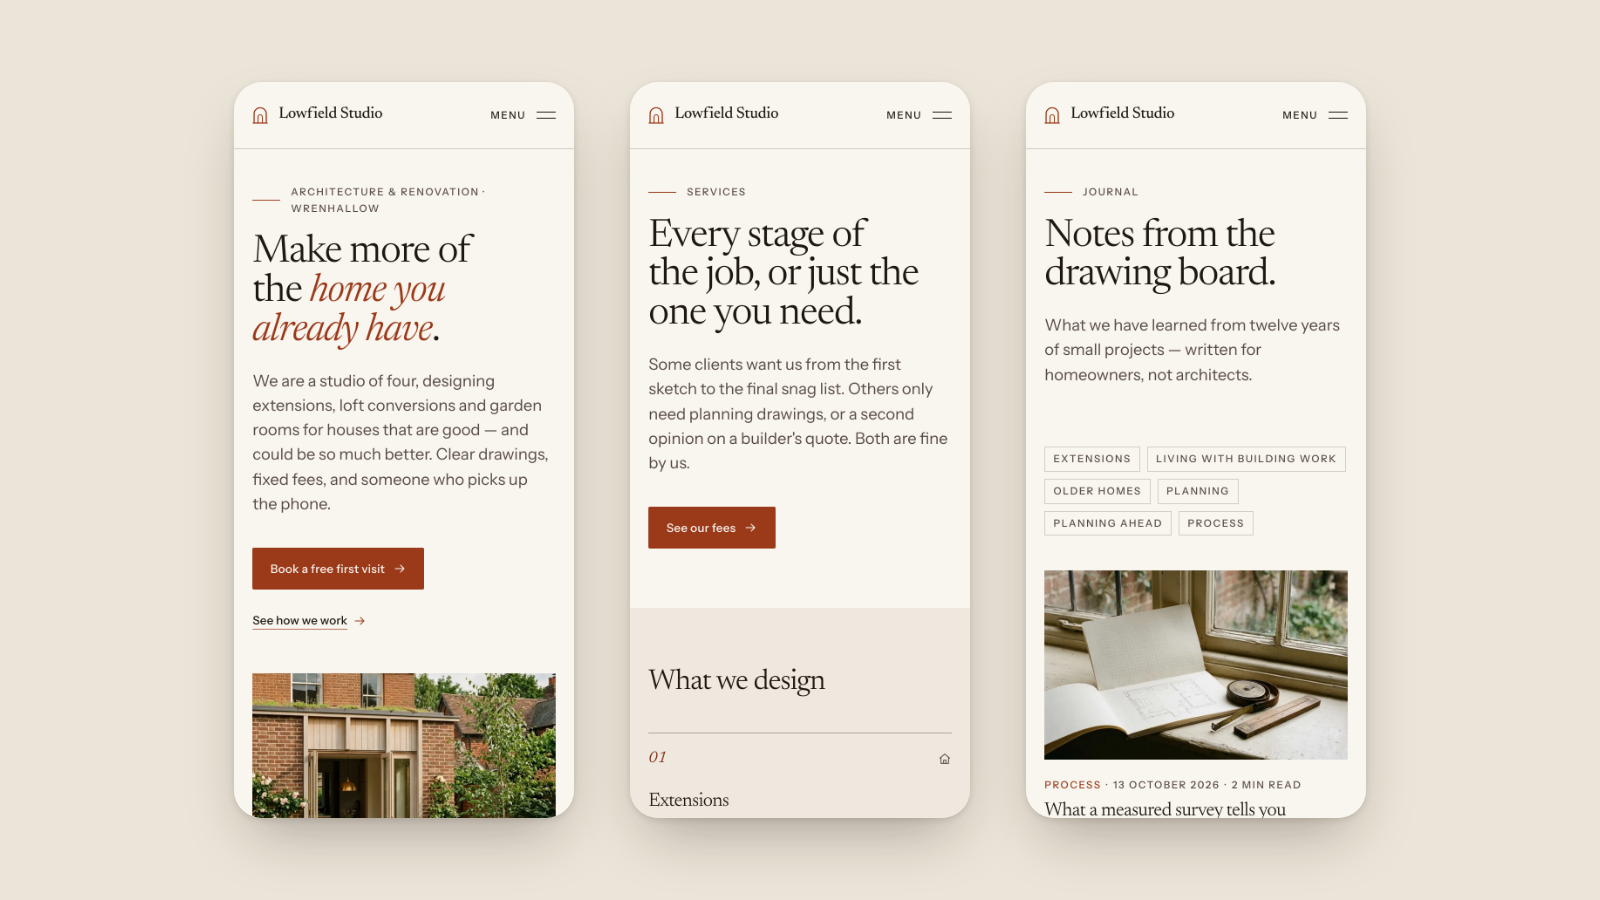 Lowfield Studio
MENU
ARCHITECTURE & RENOVATION ·
WRENHALLOW
Make more of
the home you
already have.
We are a studio of four, designing
extensions, loft conversions and garden
rooms for houses that are good — and
could be so much better. Clear drawings,
fixed fees, and someone who picks up
the phone.
Book a free first visit →
See how we work →
Lowfield Studio
MENU
SERVICES
Every stage of
the job, or just the
one you need.
Some clients want us from the first
sketch to the final snag list. Others only
need planning drawings, or a second
opinion on a builder's quote. Both are fine
by us.
See our fees →
What we design
01
Extensions
Lowfield Studio
MENU
JOURNAL
Notes from the
drawing board.
What we have learned from twelve years
of small projects — written for
homeowners, not architects.
EXTENSIONS LIVING WITH BUILDING WORK
OLDER HOMES PLANNING
PLANNING AHEAD PROCESS
PROCESS · 13 OCTOBER 2026 · 2 MIN READ
What a measured survey tells you